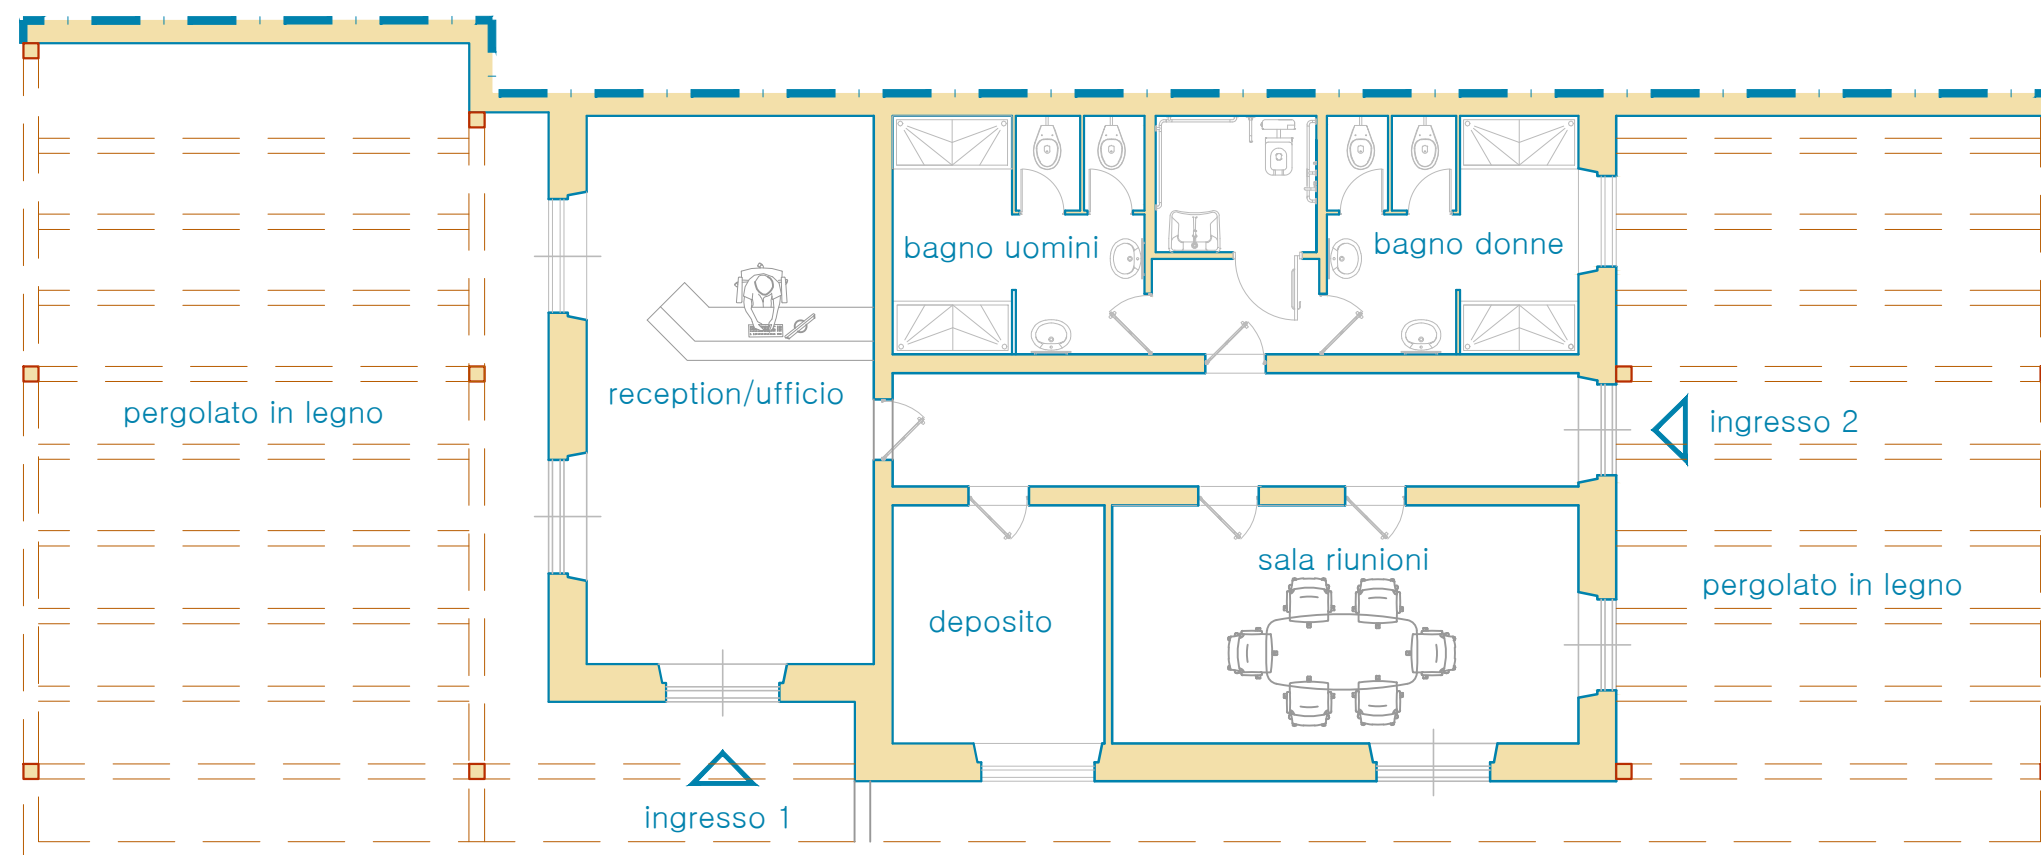 bagno uomini
bagno donne
reception/ufficio
pergolato in legno
ingresso 2
sala riunioni
pergolato in legno
deposito
ingresso 1